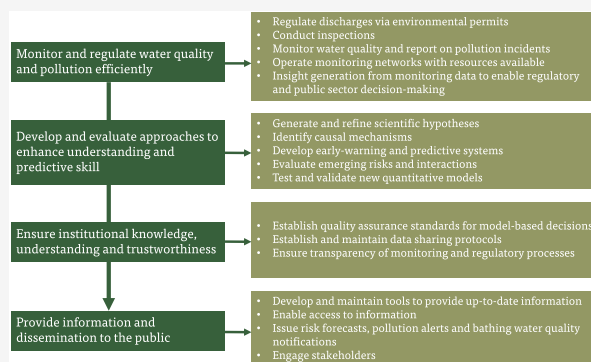 Monitor and regulate water quality
and pollution efficiently
• Regulate discharges via environmental permits
• Conduct inspections
• Monitor water quality and report on pollution incidents
• Operate monitoring networks with resources available
• Insight generation from monitoring data to enable regulatory
and public sector decision-making
Develop and evaluate approaches to
enhance understanding and
predictive skill
• Generate and refine scientific hypotheses
• Identify causal mechanisms
• Develop early-warning and predictive systems
• Evaluate emerging risks and interactions
• Test and validate new quantitative models
Ensure institutional knowledge,
understanding and trustworthiness
• Establish quality assurance standards for model-based decisions
• Establish and maintain data sharing protocols
• Ensure transparency of monitoring and regulatory processes
Provide information and
dissemination to the public
• Develop and maintain tools to provide up-to-date information
• Enable access to information
• Issue risk forecasts, pollution alerts and bathing water quality
notifications
• Engage stakeholders